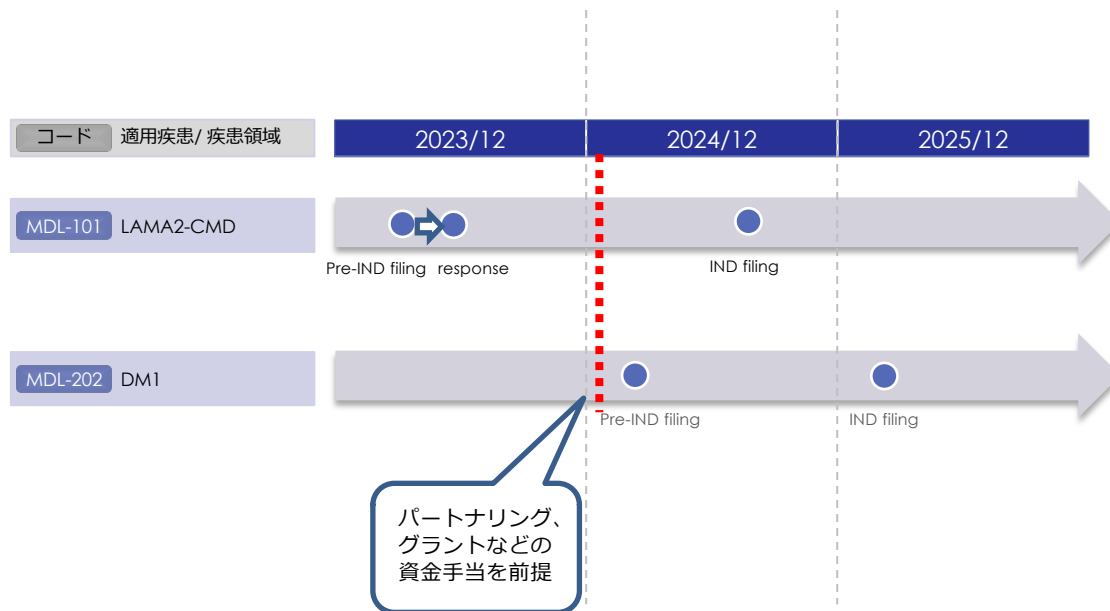 コード 適用疾患/ 疾患領域 2023/12 2024/12 2025/12
MDL-101 LAMA2-CMD
Pre-IND filing response IND filing
MDL-202 DM1
Pre-IND filing IND filing
パートナリング、
グラントなどの
資金手当を前提